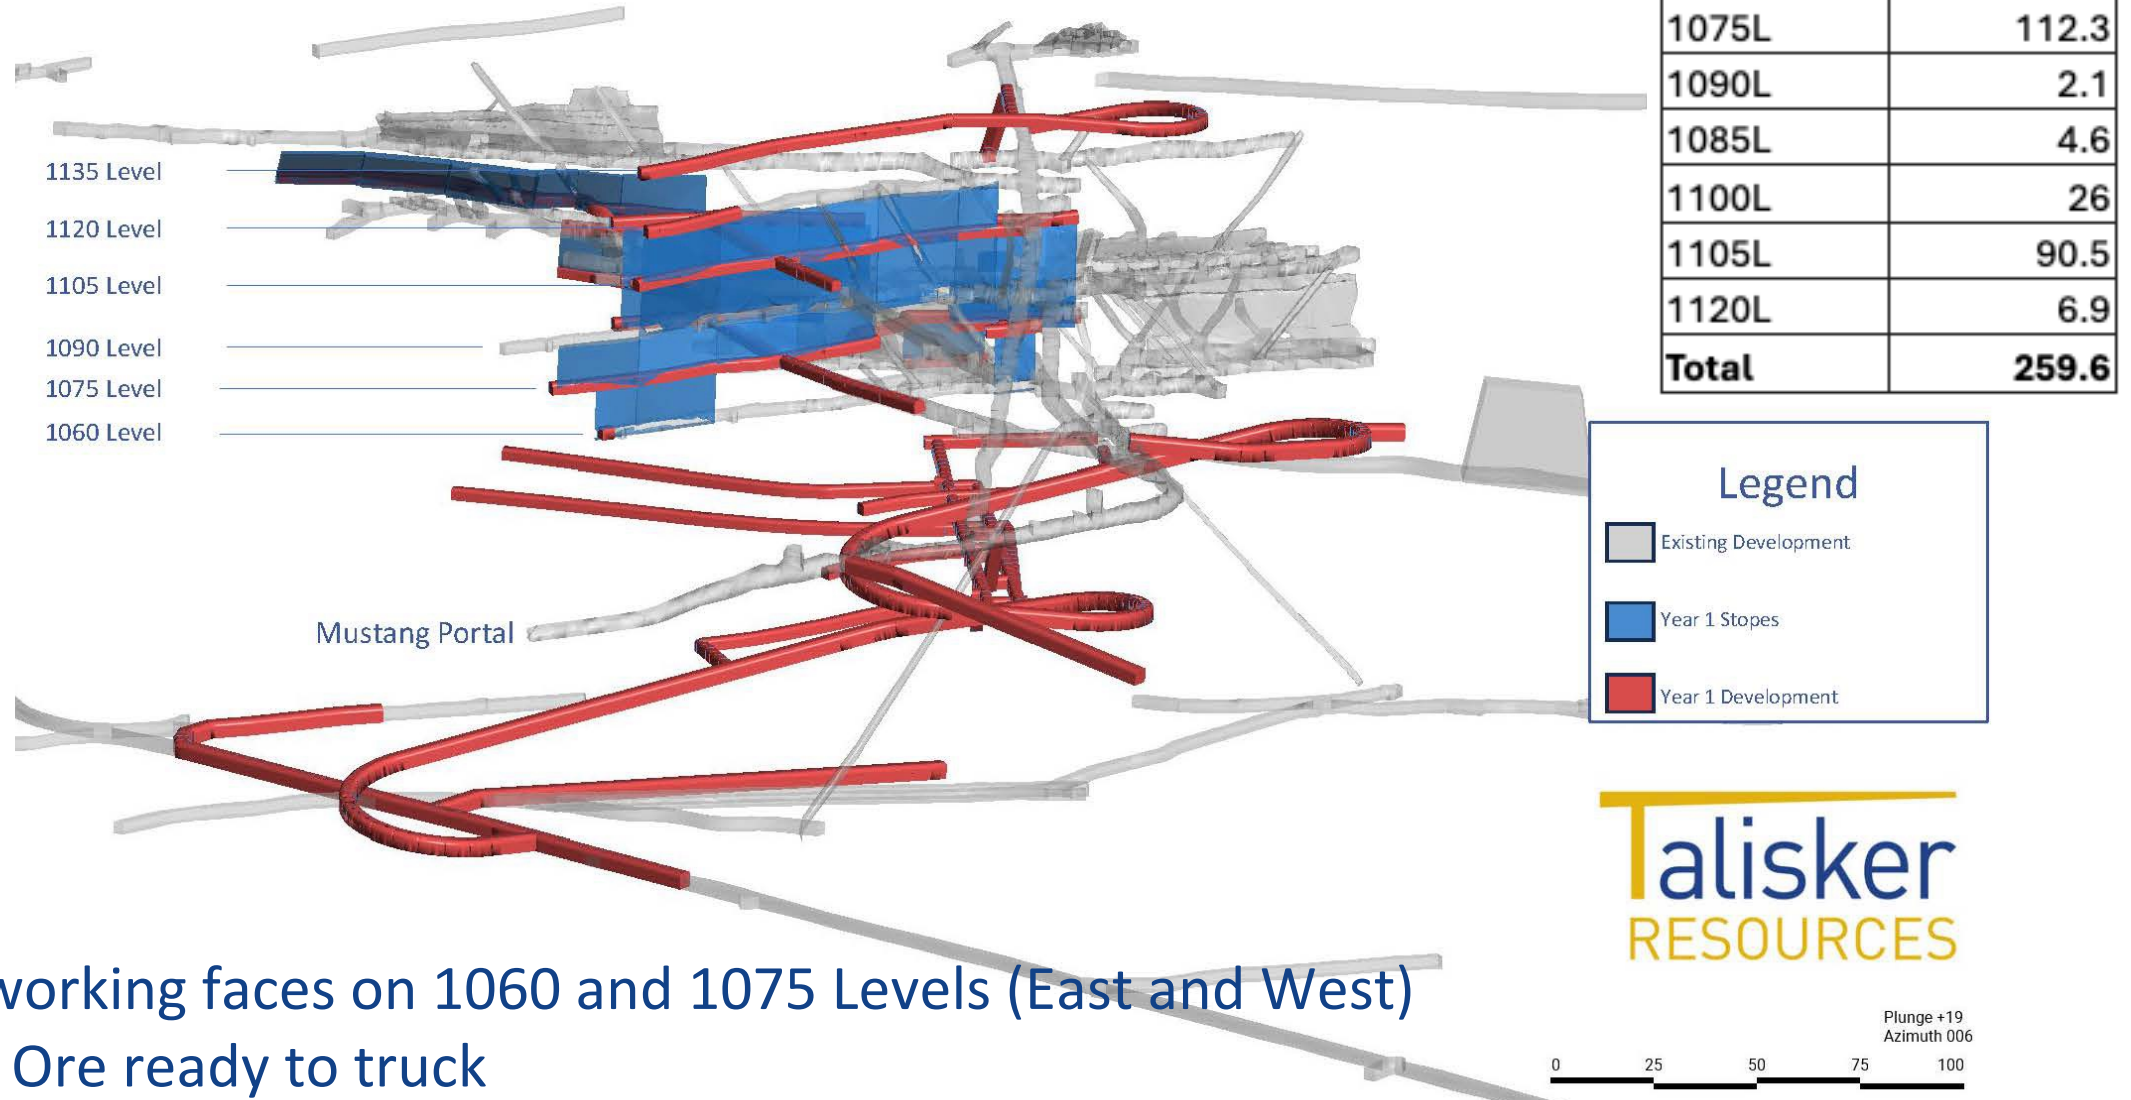 1075L 112.3
1090L 2.1
1085L 4.6
1100L 26
1105L 90.5
1120L 6.9
Total 259.6
1135 Level
1120 Level
1105 Level
1090 Level
1075 Level
1060 Level
Mustang Portal
Legend
Existing Development
Year 1 Stopes
Year 1 Development
Talisker
RESOURCES
working faces on 1060 and 1075 Levels (East and West)
Ore ready to truck
Plunge +19
Azimuth 006
0 25 50 75 100